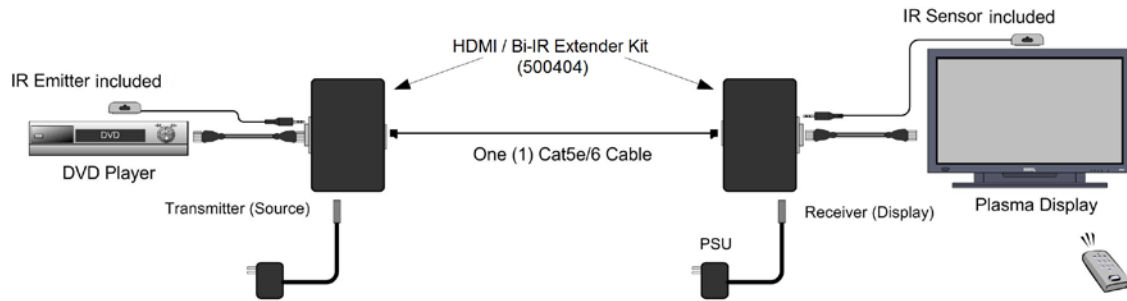 IR Sensor included
HDMI / Bi-IR Extender Kit
(500404)
IR Emitter included
DVD
One (1) Cat5e/6 Cable
DVD Player
Transmitter (Source)
Receiver (Display)
Plasma Display
PSU